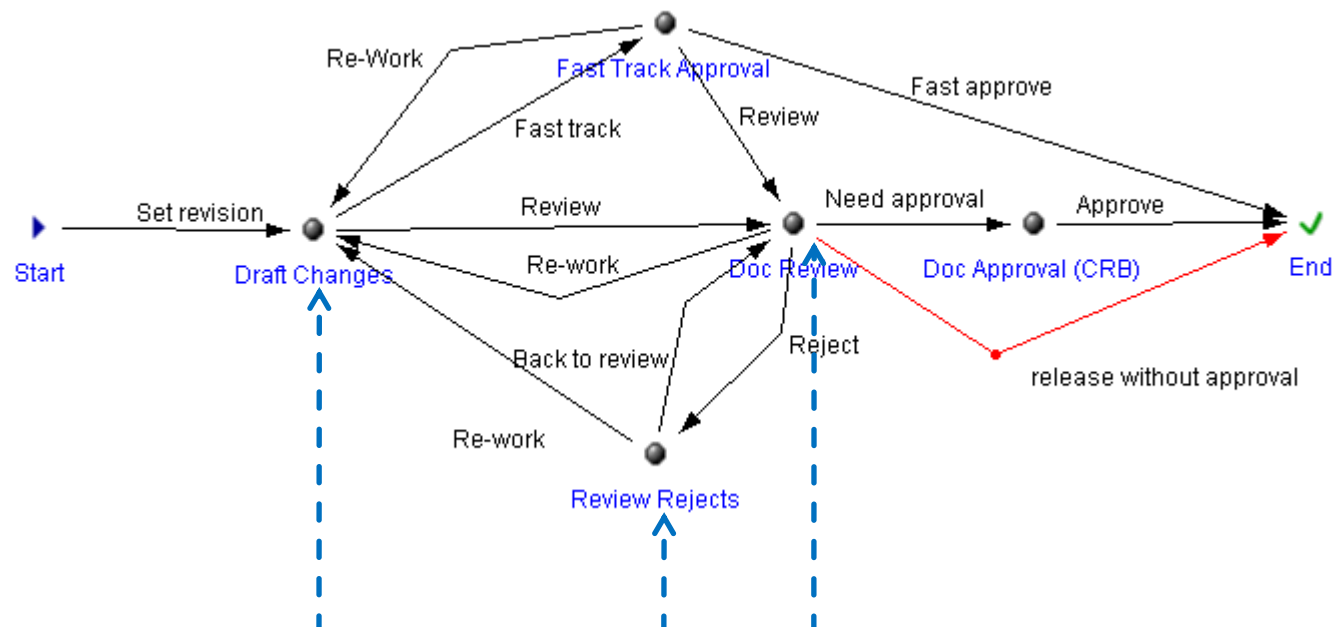 Re-Work
Fast Track Approval
Fast approve
Fast track
Review
Set revision
Review
Need approval
Approve
Start
Draft Changes
Re-work
Doc Review
Doc Approval (CRB)
End
Back to review
Reject
release without approval
Re-work
Review Rejects